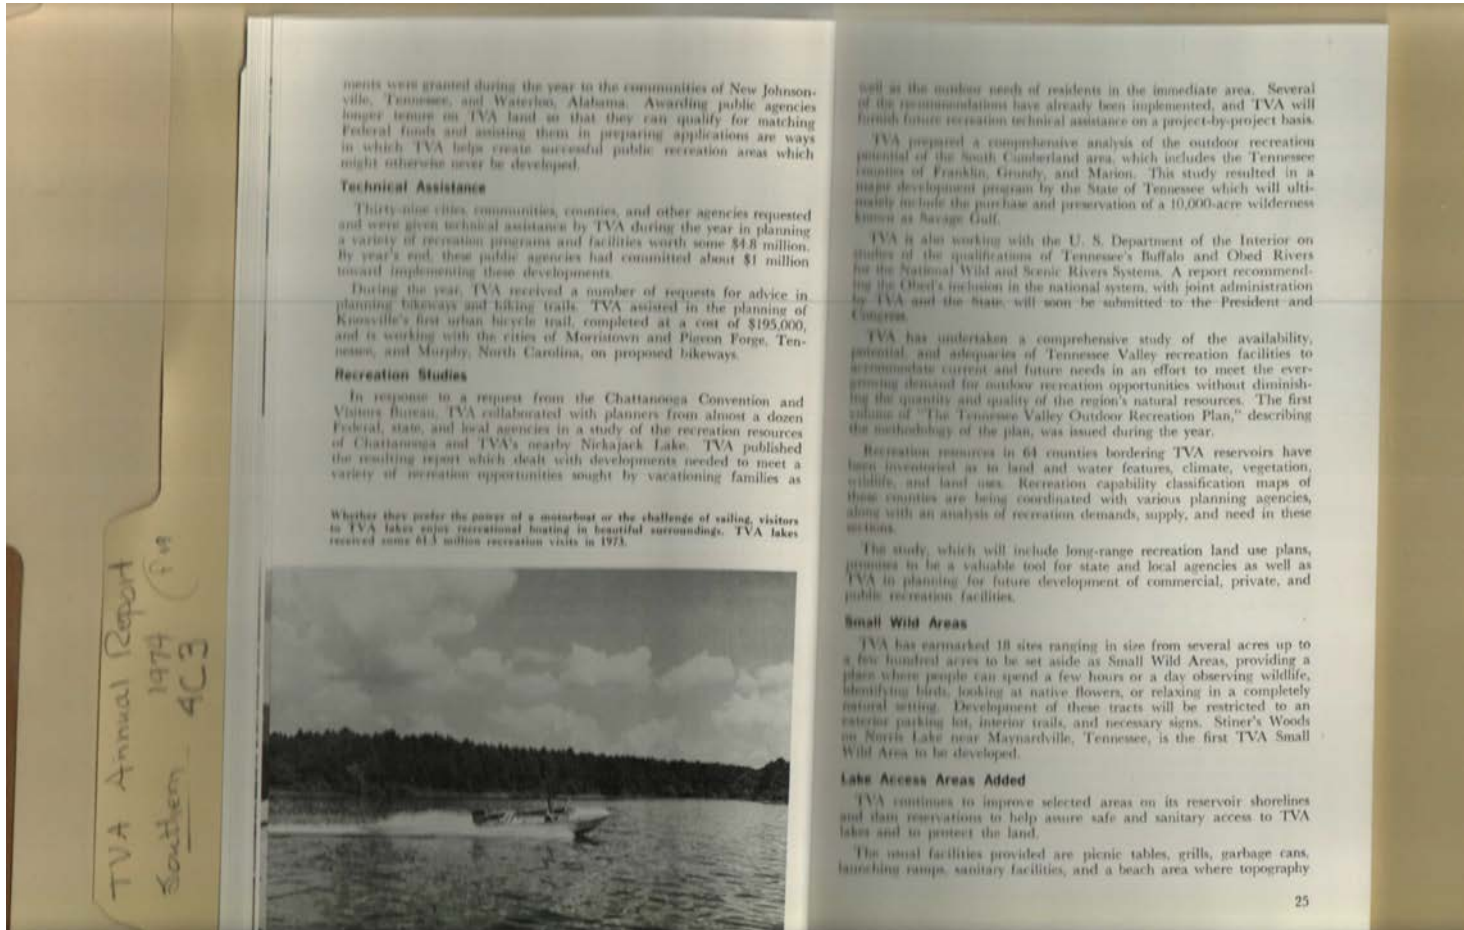 ments were granted during the year to the communities of New Johnson-
ville, Tennessee, and Waterloo, Alabama. Awarding public agencies
longer tenure on TVA land so that they can qualify for matching
Federal funds and assisting them in preparing applications are ways
in which TVA helps create successful public recreation areas which
might otherwise never be developed.
Technical Assistance
Thirty-nine cities, communities, counties, and other agencies requested
and were given technical assistance by TVA during the year in planning
a variety of recreation programs and facilities worth some $4.8 million.
By year's end, these public agencies had committed about $1 million
toward implementing these developments.
During the year, TVA received a number of requests for advice in
planning bikeways and hiking trails. TVA assisted in the planning of
Knoxville's first urban bicycle trail, completed at a cost of $195,000,
and is working with the cities of Morristown and Pigeon Forge, Ten-
nessee, and Murphy, North Carolina, on proposed bikeways.
Recreation Studies
In response to a request from the Chattanooga Convention and
Visitors Bureau, TVA collaborated with planners from almost a dozen
Federal, state, and local agencies in a study of the recreation resources
of Chattanooga and TVA's nearby Nickajack Lake. TVA published
the resulting report which dealt with developments needed to meet a
variety of recreation opportunities sought by vacationing families as
Whether they prefer the power of a motorboat or the challenge of sailing, visitors
to TVA lakes enjoy recreational boating in beautiful surroundings. TVA lakes
received some 61.3 million recreation visits in 1973.
well as the outdoor needs of residents in the immediate area. Several
of the recommendations have already been implemented, and TVA will
furnish future recreation technical assistance on a project-by-project basis.
TVA prepared a comprehensive analysis of the outdoor recreation
potential of the South Cumberland area, which includes the Tennessee
counties of Franklin, Grundy, and Marion. This study resulted in a
major development program by the State of Tennessee which will ulti-
mately include the purchase and preservation of a 10,000-acre wilderness
known as Savage Gulf.
TVA is also working with the U. S. Department of the Interior on
studies of the qualifications of Tennessee's Buffalo and Obed Rivers
for the National Wild and Scenic Rivers Systems. A report recommend-
ing the Obed's inclusion in the national system, with joint administration
by TVA and the State, will soon be submitted to the President and
Congress.
TVA has undertaken a comprehensive study of the availability,
potential, and adequacies of Tennessee Valley recreation facilities to
accommodate current and future needs in an effort to meet the ever-
growing demand for outdoor recreation opportunities without diminish-
ing the quantity and quality of the region's natural resources. The first
volume of "The Tennessee Valley Outdoor Recreation Plan," describing
the methodology of the plan, was issued during the year.
Recreation resources in 64 counties bordering TVA reservoirs have
been inventoried as to land and water features, climate, vegetation,
wildlife, and land uses. Recreation capability classification maps of
these counties are being coordinated with various planning agencies,
along with an analysis of recreation demands, supply, and need in these
sections.
The study, which will include long-range recreation land use plans,
promises to be a valuable tool for state and local agencies as well as
TVA in planning for future development of commercial, private, and
public recreation facilities.
Small Wild Areas
TVA has earmarked 18 sites ranging in size from several acres up to
a few hundred acres to be set aside as Small Wild Areas, providing a
place where people can spend a few hours or a day observing wildlife,
identifying birds, looking at native flowers, or relaxing in a completely
natural setting. Development of these tracts will be restricted to an
exterior parking lot, interior trails, and necessary signs. Stiner's Woods
on Norris Lake near Maynardville, Tennessee, is the first TVA Small
Wild Area to be developed.
Lake Access Areas Added
TVA continues to improve selected areas on its reservoir shorelines
and dam reservations to help assure safe and sanitary access to TVA
lakes and to protect the land.
The usual facilities provided are picnic tables, grills, garbage cans,
launching ramps, sanitary facilities, and a beach area where topography
25
TVA Annual Report
1974
Southern 4C3